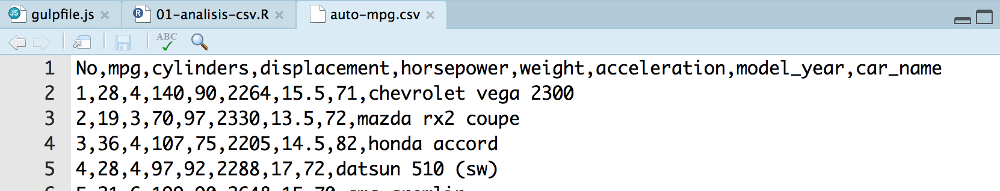 JS gulpfile.js × R 01-analisis-csv.R × auto-mpg.csv ×
ABC
1 No,mpg,cylinders,displacement,horsepower,weight,acceleration,model_year,car_name
2 1,28,4,140,90,2264,15.5,71,chevrolet vega 2300
3 2,19,3,70,97,2330,13.5,72,mazda rx2 coupe
4 3,36,4,107,75,2205,14.5,82,honda accord
5 4,28,4,97,92,2288,17,72,datsun 510 (sw)